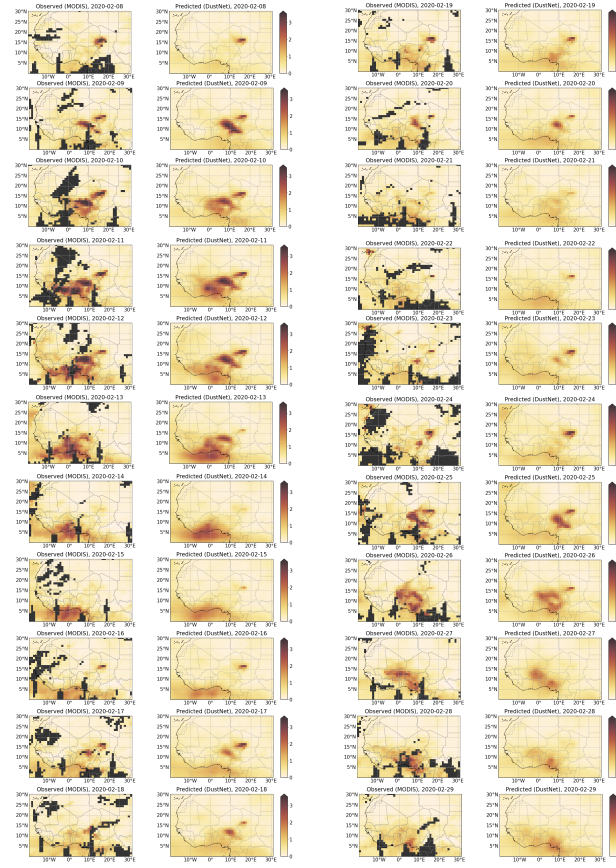 Observed (MODIS), 2020-02-08 Predicted (DustNet), 2020-02-08
Observed (MODIS), 2020-02-09 Predicted (DustNet), 2020-02-09
Observed (MODIS), 2020-02-10 Predicted (DustNet), 2020-02-10
Observed (MODIS), 2020-02-11 Predicted (DustNet), 2020-02-11
Observed (MODIS), 2020-02-12 Predicted (DustNet), 2020-02-12
Observed (MODIS), 2020-02-13 Predicted (DustNet), 2020-02-13
Observed (MODIS), 2020-02-14 Predicted (DustNet), 2020-02-14
Observed (MODIS), 2020-02-15 Predicted (DustNet), 2020-02-15
Observed (MODIS), 2020-02-16 Predicted (DustNet), 2020-02-16
Observed (MODIS), 2020-02-17 Predicted (DustNet), 2020-02-17
Observed (MODIS), 2020-02-18 Predicted (DustNet), 2020-02-18
30°N
25°N
20°N
15°N
10°N
5°N
10°W 0° 10°E 20°E 30°E
3
2
1
0
Observed (MODIS), 2020-02-19 Predicted (DustNet), 2020-02-19
Observed (MODIS), 2020-02-20 Predicted (DustNet), 2020-02-20
Observed (MODIS), 2020-02-21 Predicted (DustNet), 2020-02-21
Observed (MODIS), 2020-02-22 Predicted (DustNet), 2020-02-22
Observed (MODIS), 2020-02-23 Predicted (DustNet), 2020-02-23
Observed (MODIS), 2020-02-24 Predicted (DustNet), 2020-02-24
Observed (MODIS), 2020-02-25 Predicted (DustNet), 2020-02-25
Observed (MODIS), 2020-02-26 Predicted (DustNet), 2020-02-26
Observed (MODIS), 2020-02-27 Predicted (DustNet), 2020-02-27
Observed (MODIS), 2020-02-28 Predicted (DustNet), 2020-02-28
Observed (MODIS), 2020-02-29 Predicted (DustNet), 2020-02-29